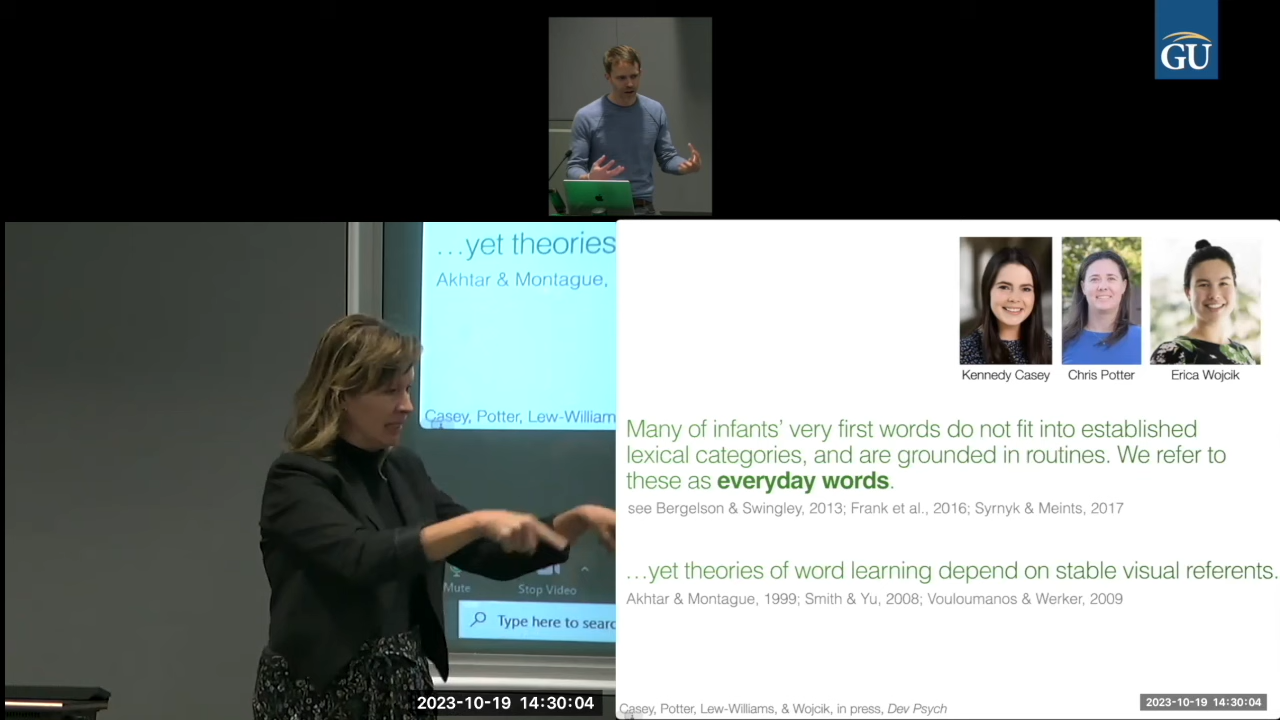 GU
…yet theories
Akhtar & Montague,
Casey, Potter, Lew-William
Mute
Stop Video
Type here to searc
2023-10-19 14:30:04
Kennedy Casey
Chris Potter
Erica Wojcik
Many of infants’ very first words do not fit into established
lexical categories, and are grounded in routines. We refer to
these as everyday words.
see Bergelson & Swingley, 2013; Frank et al., 2016; Syrnyk & Meints, 2017
…yet theories of word learning depend on stable visual referents.
Akhtar & Montague, 1999; Smith & Yu, 2008; Vouloumanos & Werker, 2009
Casey, Potter, Lew-Williams, & Wojcik, in press, Dev Psych
2023-10-19 14:30:04